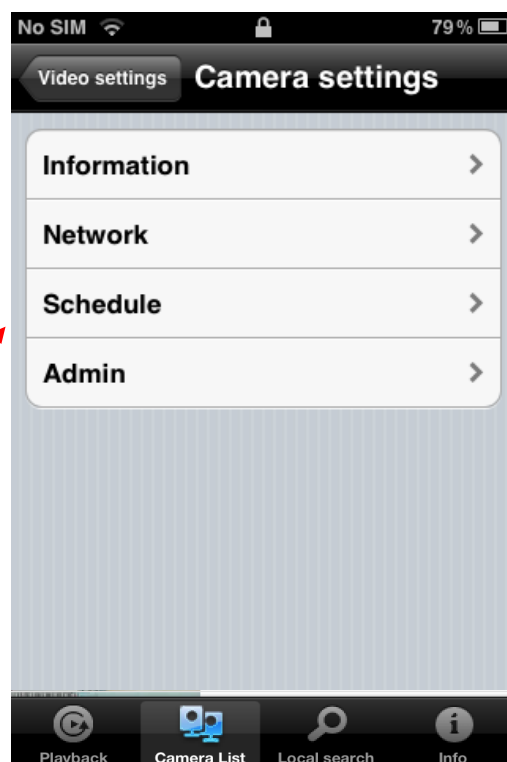 No SIM 79%
Video settings Camera settings
Information
Network
Schedule
Admin
Playback Camera List Local search Info